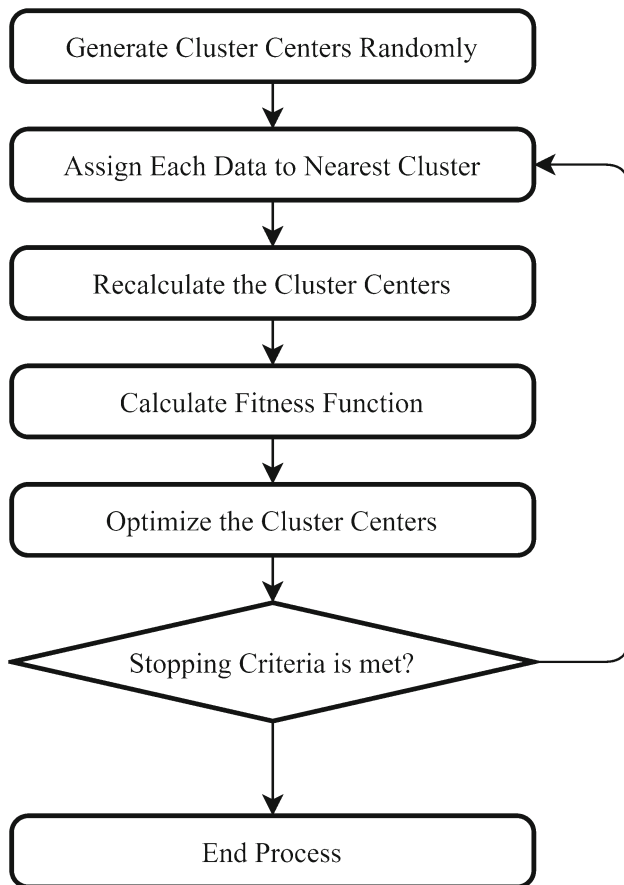 Generate Cluster Centers Randomly
Assign Each Data to Nearest Cluster
Recalculate the Cluster Centers
Calculate Fitness Function
Optimize the Cluster Centers
Stopping Criteria is met?
End Process